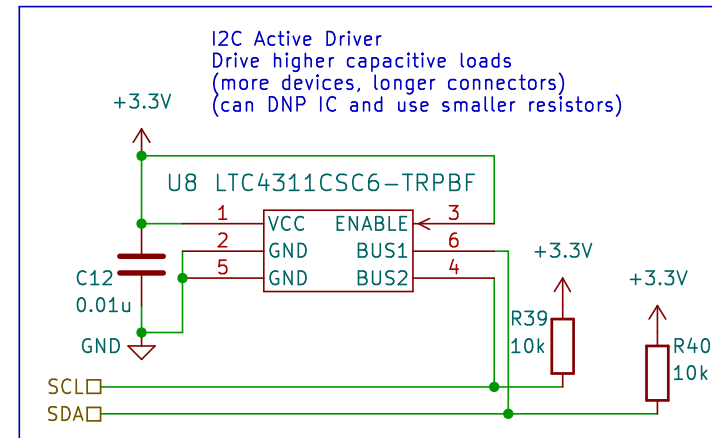 I2C Active Driver
Drive higher capacitive loads
(more devices, longer connectors)
(can DNP IC and use smaller resistors)
+3.3V
U8 LTC4311CSC6-TRPBF
1 VCC ENABLE 3
2 GND BUS1 6
5 GND BUS2 4
C12
0.01u
GND
+3.3V
+3.3V
R39
10k
R40
10k
SCL
SDA